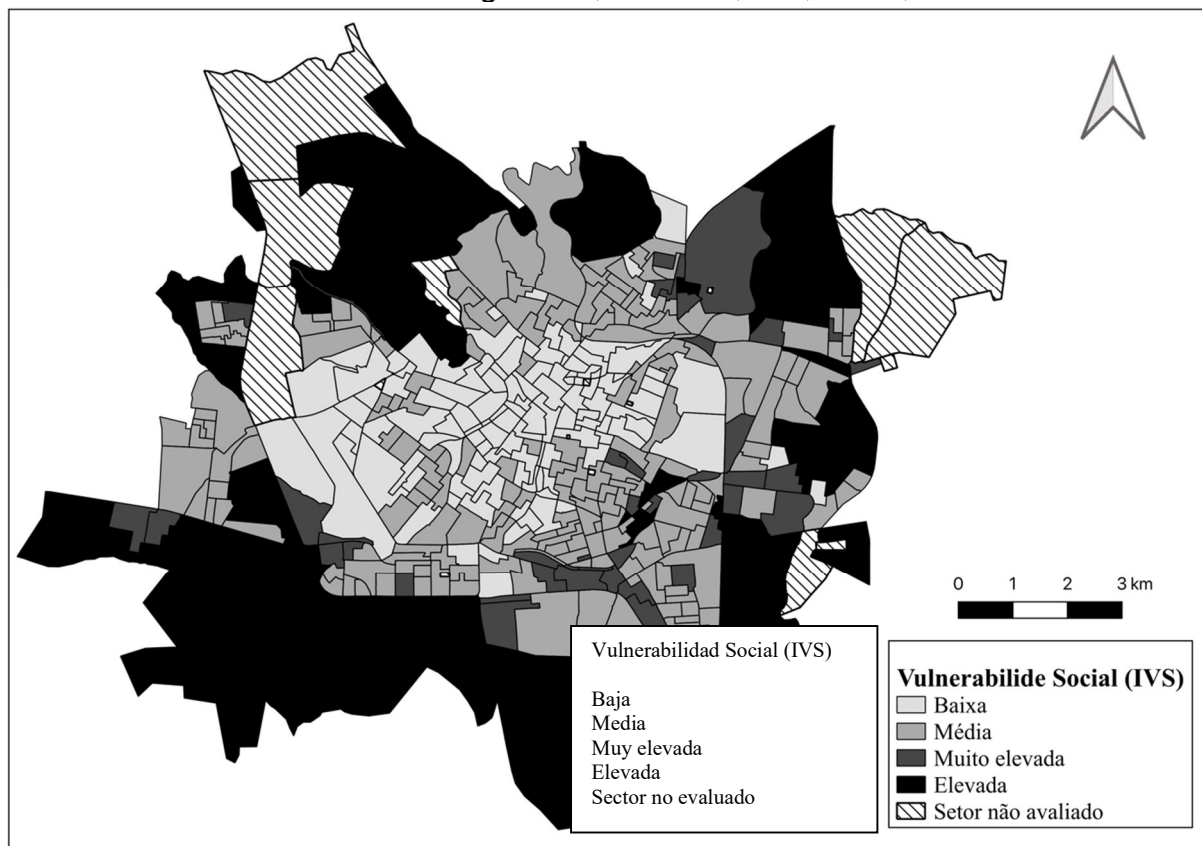 0 1 2 3 km
Vulnerabilidad Social (IVS)
Baja
Media
Muy elevada
Elevada
Sector no evaluado
Vulnerabilide Social (IVS)
Baixa
Média
Muito elevada
Elevada
Setor não avaliado